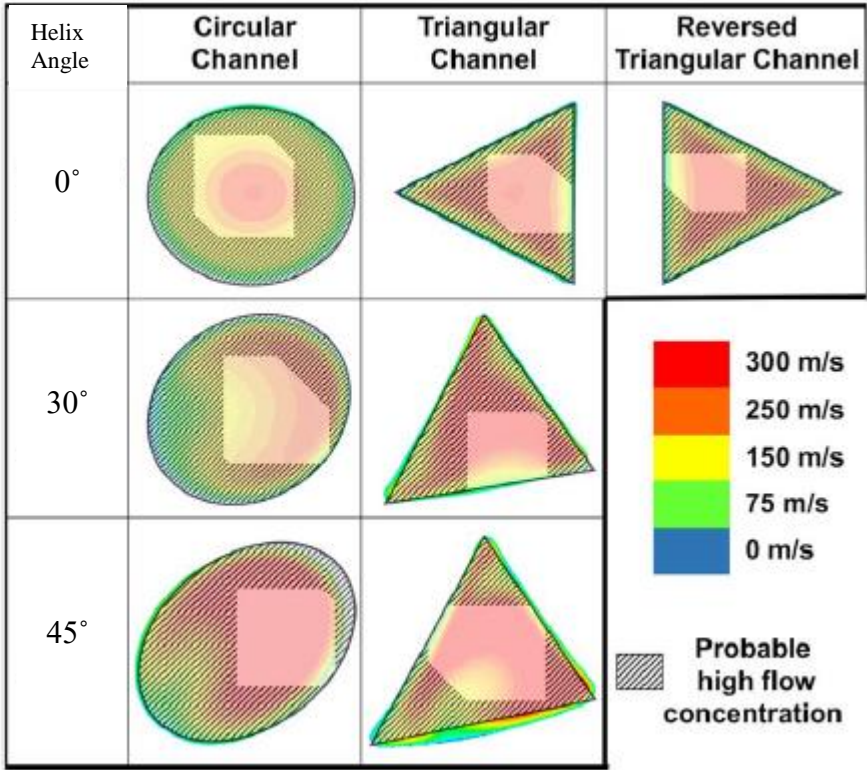 Helix
Angle
Circular
Channel
Triangular
Channel
Reversed
Triangular Channel
0°
30°
45°
300 m/s
250 m/s
150 m/s
75 m/s
0 m/s
Probable
high flow
concentration